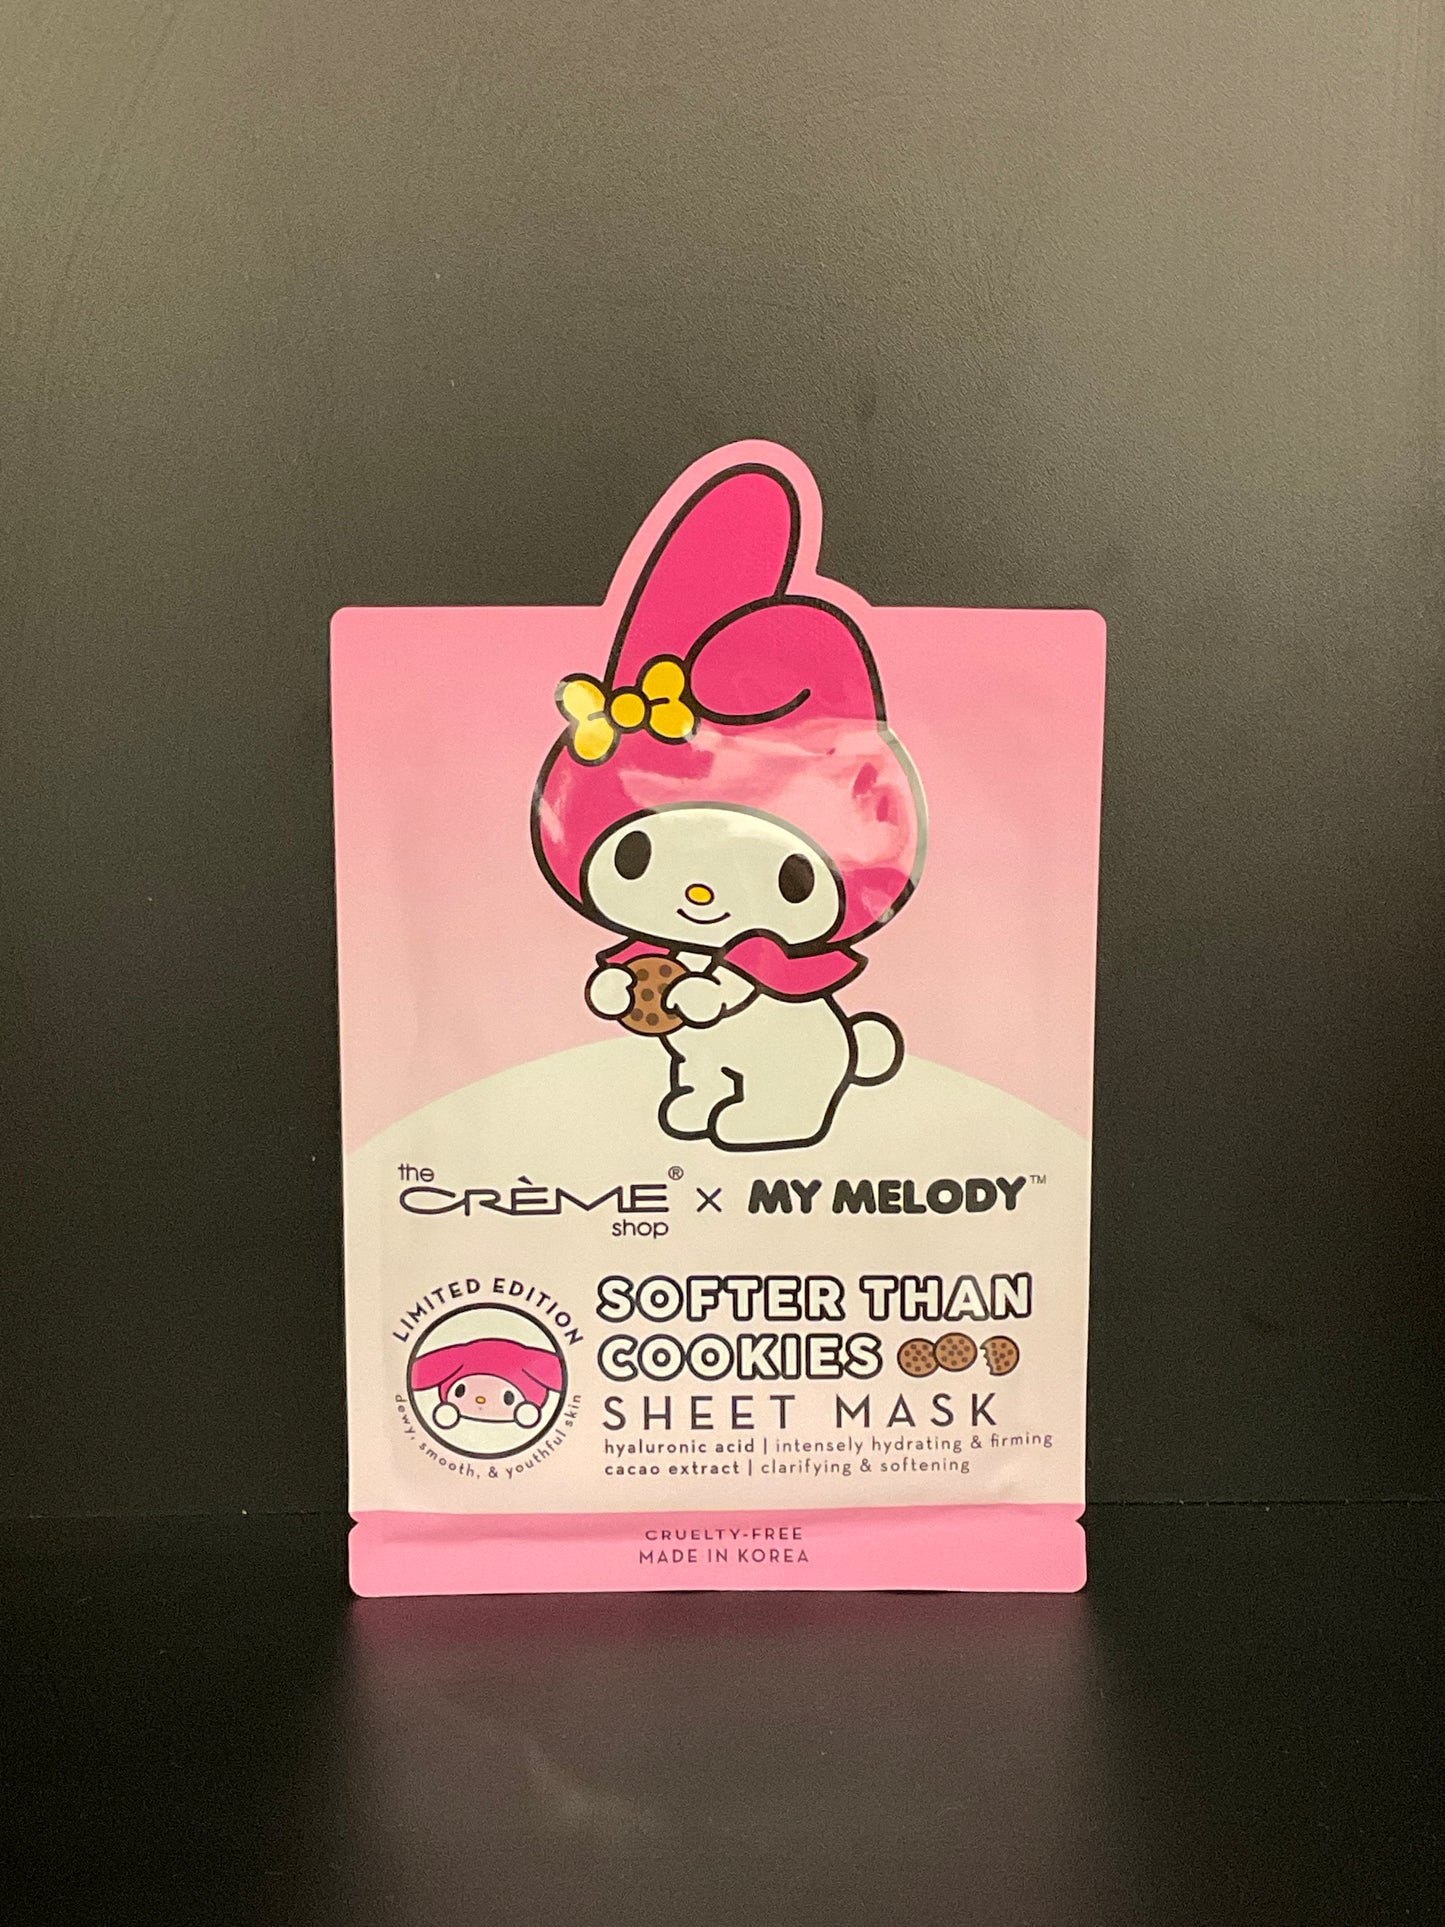 the
CRÈME® x MY MELODY™
shop
LIMITED EDITION
dewy, smooth, & youthful skin
SOFTER THAN
COOKIES
SHEET MASK
hyaluronic acid | intensely hydrating & firming
cacao extract | clarifying & softening
CRUELTY-FREE
MADE IN KOREA